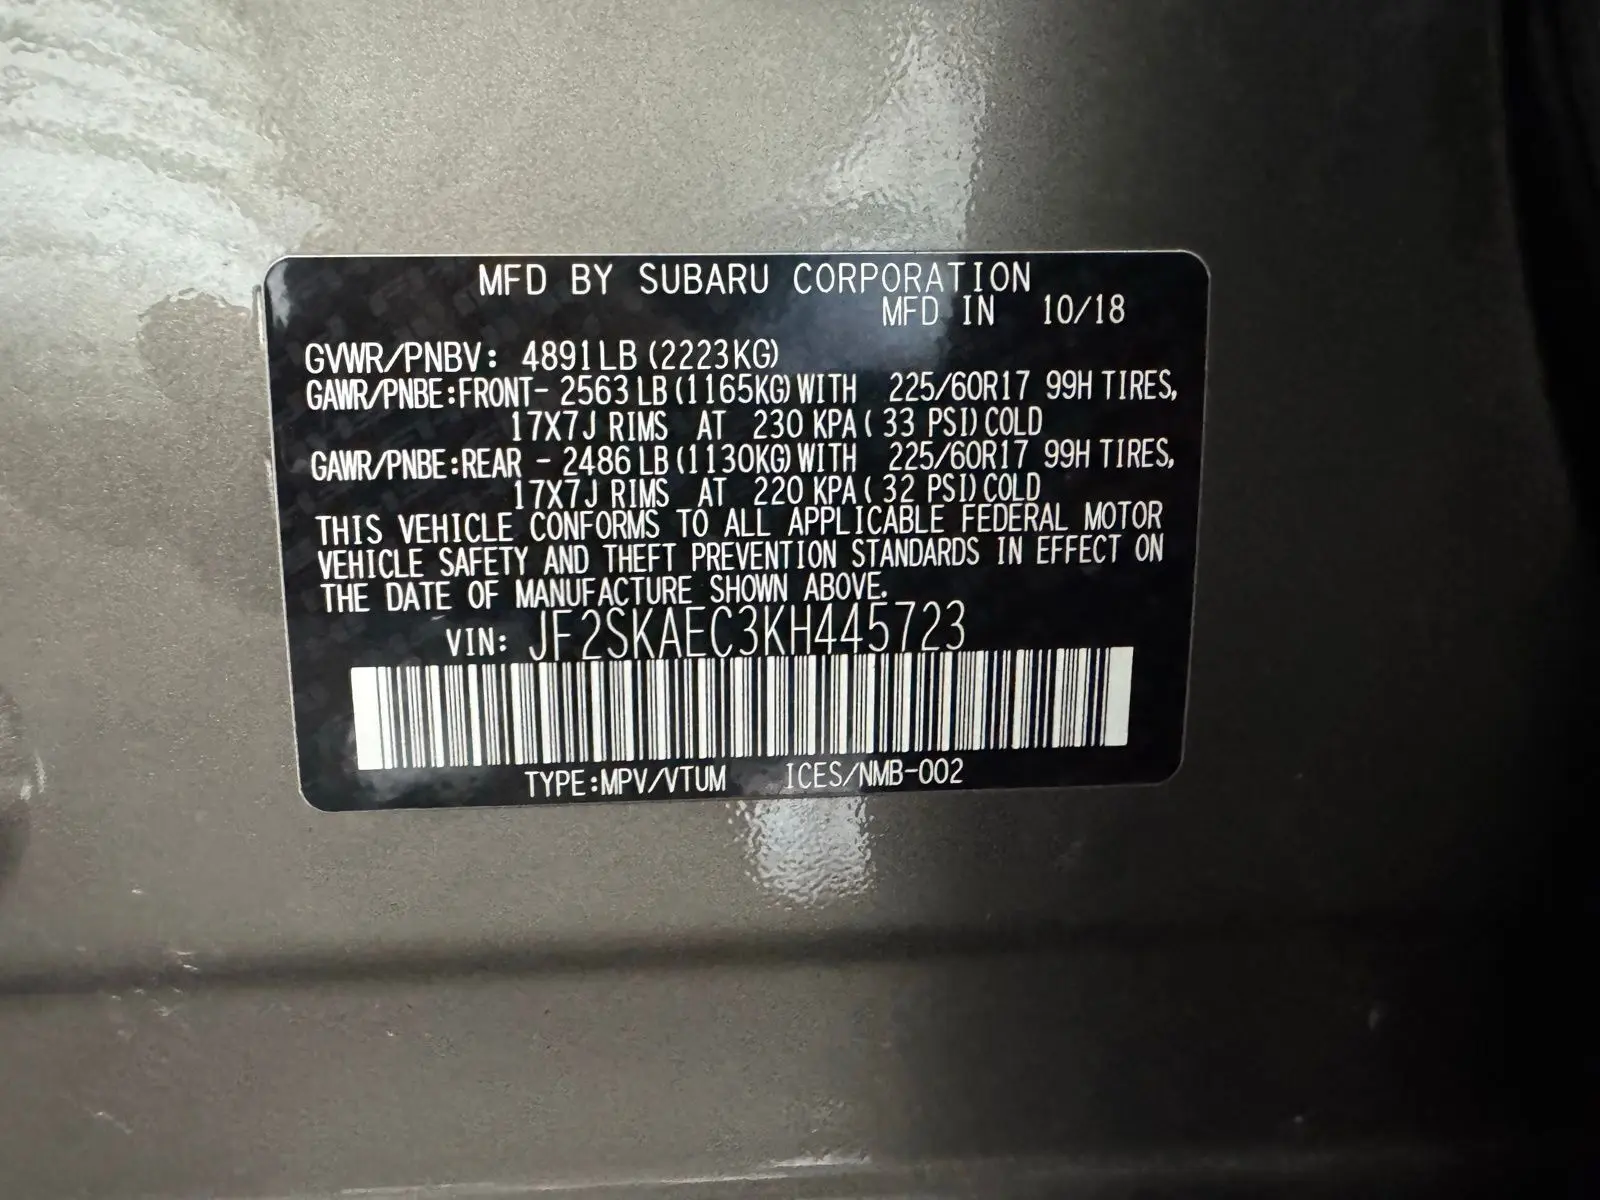 MFD BY SUBARU CORPORATION
MFD IN 10/18
GVWR/PNBV: 4891LB (2223KG)
GAWR/PNBE:FRONT- 2563LB (1165KG) WITH 225/60R17 99H TIRES,
17X7J RIMS AT 230 KPA( 33 PSI) COLD
GAWR/PNBE:REAR - 2486LB (1130KG) WITH 225/60R17 99H TIRES,
17X7J RIMS AT 220 KPA( 32 PSI) COLD
THIS VEHICLE CONFORMS TO ALL APPLICABLE FEDERAL MOTOR
VEHICLE SAFETY AND THEFT PREVENTION STANDARDS IN EFFECT ON
THE DATE OF MANUFACTURE SHOWN ABOVE.
VIN: JF2SKAEC3KH445723
TYPE:MPV/VTUM ICES/NMB-002